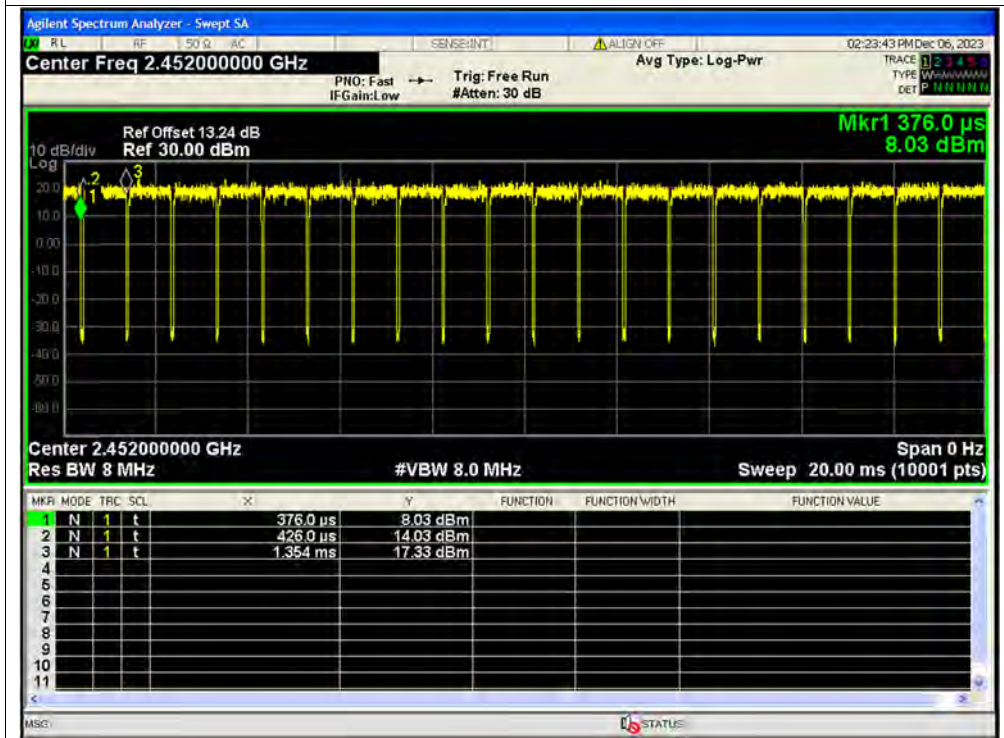 Agilent Spectrum Analyzer - Swept SA
RL RF 50 Ω AC SENSE:INT ALIGN OFF 02:23:43 PM Dec 06, 2023
Center Freq 2.452000000 GHz Avg Type: Log-Pwr TRACE 1 2 3 4 5 6
PNO: Fast Trig: Free Run TYPE W
IFGain:Low #Atten: 30 dB DET P N N N N N
Mkr1 376.0 µs
Ref Offset 13.24 dB
10 dB/div Ref 30.00 dBm 8.03 dBm
Log
2 3
20.0
1
10.0
0.00
-10.0
-20.0
-30.0
-40.0
-50.0
-60.0
Center 2.452000000 GHz Span 0 Hz
Res BW 8 MHz #VBW 8.0 MHz Sweep 20.00 ms (10001 pts)
MKR MODE TRC SCL X Y FUNCTION FUNCTION WIDTH FUNCTION VALUE
1 N 1 t 376.0 µs 8.03 dBm
2 N 1 t 426.0 µs 14.03 dBm
3 N 1 t 1.354 ms 17.33 dBm
4
5
6
7
8
9
10
11
MSG STATUS